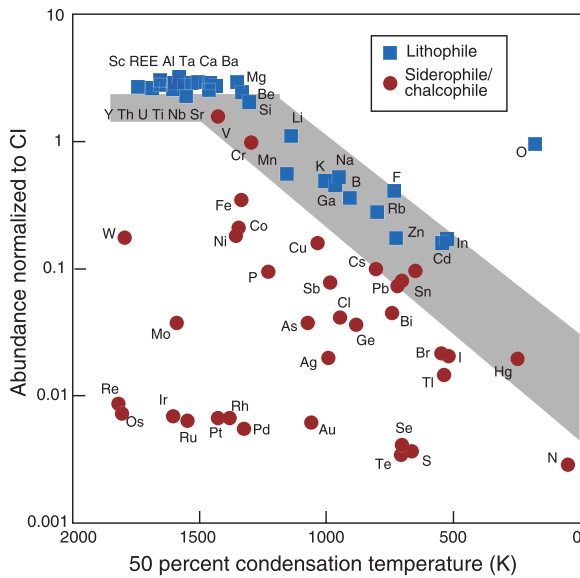 10
Lithophile
Siderophile/
chalcophile
Sc REE Al Ta Ca Ba
Mg
Be
Si
Y Th U Ti Nb Sr
V
Li
1
O
Cr
Mn
K
Na
F
Ga
B
Fe
Rb
W
Co
Ni
Cu
Zn
In
Cd
0.1
P
Cs
Sb
Pb
Sn
Mo
As
Cl
Ge
Bi
Ag
Br
I
Hg
Tl
0.01
Re
Os
Ir
Ru
Pt
Rh
Pd
Au
Se
Te
S
N
0.001
2000
1500
1000
500
0
50 percent condensation temperature (K)
Abundance normalized to CI